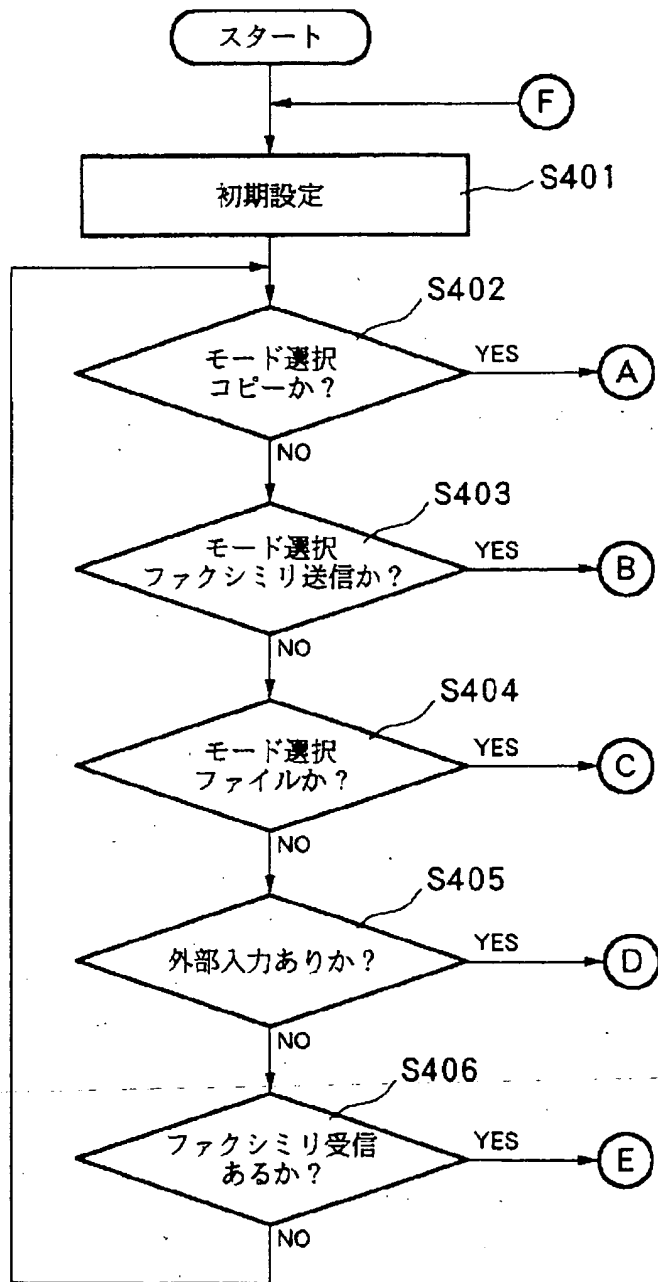 スタート
F
初期設定
S401
S402
モード選択
コピーか?
YES
A
NO
S403
モード選択
ファクシミリ送信か?
YES
B
NO
S404
モード選択
ファイルか?
YES
C
NO
S405
外部入力ありか?
YES
D
NO
S406
ファクシミリ受信
あるか?
YES
E
NO